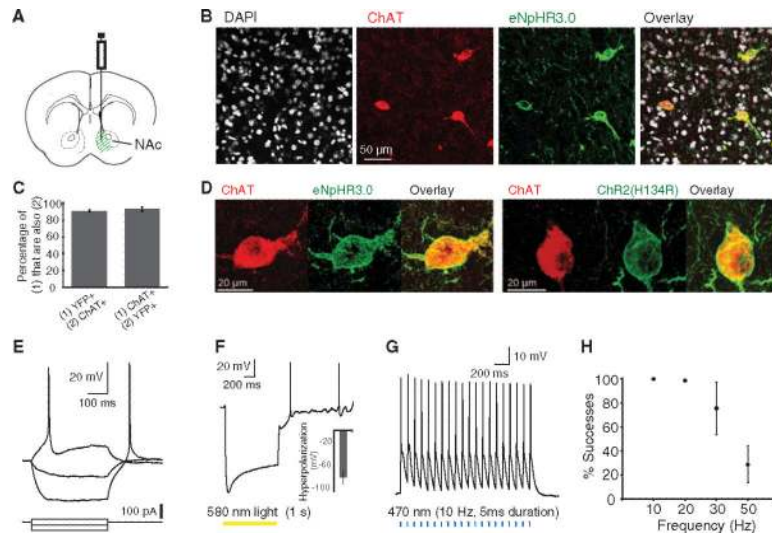 A
NAc
B
DAPI
ChAT
eNpHR3.0
Overlay
50 µm
C
Percentage of
(1) that are also (2)
100
80
60
40
20
0
(1) YFP+
(2) ChAT+
(1) ChAT+
(2) YFP+
D
ChAT
eNpHR3.0
Overlay
20 µm
ChAT
ChR2(H134R)
Overlay
20 µm
E
20 mV
100 ms
100 pA
F
20 mV
200 ms
Hyperpolarization
(mV)
-20
-60
-100
580 nm light (1 s)
G
10 mV
200 ms
470 nm (10 Hz, 5ms duration)
H
% Successes
100
80
60
40
20
0
10 20 30 50
Frequency (Hz)